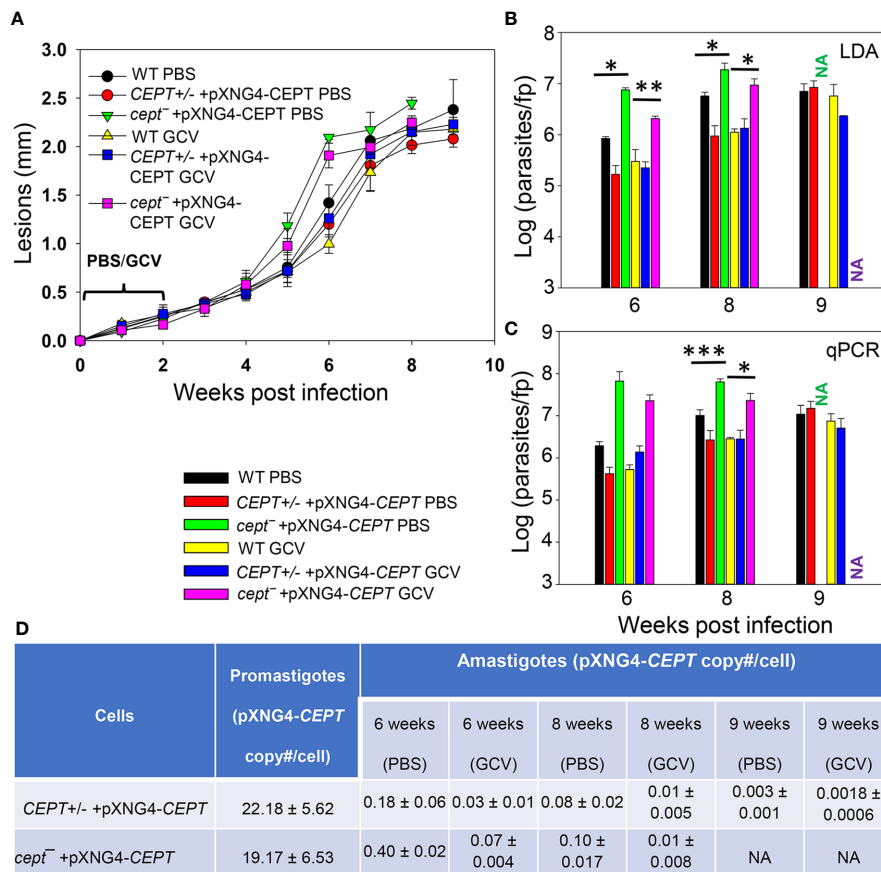 A
Lesions (mm)
3.0
2.5
2.0
1.5
1.0
0.5
0.0
WT PBS
CEPT+/- +pXNG4-CEPT PBS
cept⁻ +pXNG4-CEPT PBS
WT GCV
CEPT+/- +pXNG4-
CEPT GCV
cept⁻ +pXNG4-
CEPT GCV
PBS/GCV
0 2 4 6 8 10
Weeks post infection
B
LDA
Log (parasites/fp)
8
7
6
5
4
3
* ** * *
NA
NA
6 8 9
C
qPCR
Log (parasites/fp)
9
8
7
6
5
4
3
*** *
NA
NA
6 8 9
Weeks post infection
WT PBS
CEPT+/- +pXNG4-CEPT PBS
cept⁻ +pXNG4-CEPT PBS
WT GCV
CEPT+/- +pXNG4-CEPT GCV
cept⁻ +pXNG4-CEPT GCV
D
Cells
Promastigotes
(pXNG4-CEPT
copy#/cell)
Amastigotes (pXNG4-CEPT copy#/cell)
6 weeks
(PBS)
6 weeks
(GCV)
8 weeks
(PBS)
8 weeks
(GCV)
9 weeks
(PBS)
9 weeks
(GCV)
CEPT+/- +pXNG4-CEPT
22.18 ± 5.62
0.18 ± 0.06
0.03 ± 0.01
0.08 ± 0.02
0.01 ±
0.005
0.003 ±
0.001
0.0018 ±
0.0006
cept⁻ +pXNG4-CEPT
19.17 ± 6.53
0.40 ± 0.02
0.07 ±
0.004
0.10 ±
0.017
0.01 ±
0.008
NA
NA